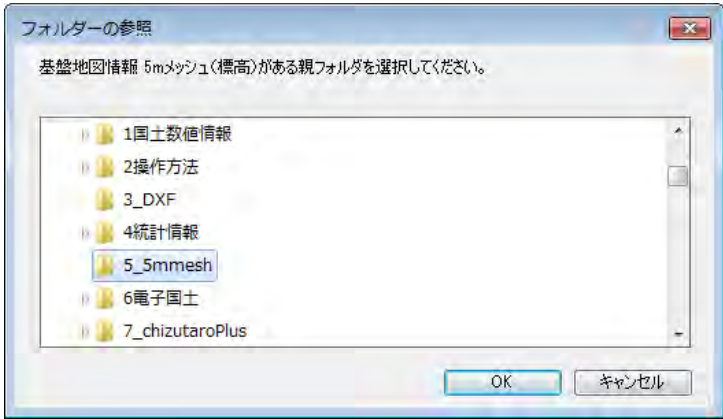 フォルダーの参照
基盤地図情報 5mメッシュ(標高)がある親フォルダを選択してください。
1国土数値情報
2操作方法
3_DXF
4統計情報
5_5mmesh
6電子国土
7_chizutaroPlus
OK キャンセル